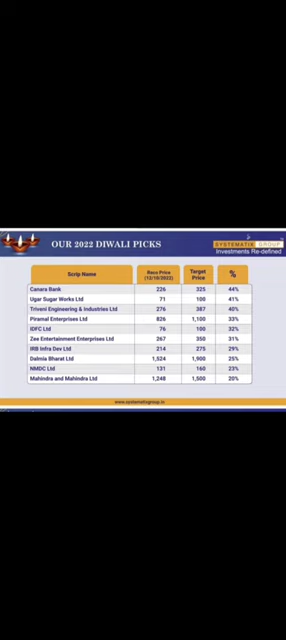 OUR 2022 DIWALI PICKS
SYSTEMATIX GROUP
Investments Re-defined
Scrip Name Reco Price (13/10/2022) Target Price %
Canara Bank 226 325 44%
Ugar Sugar Works Ltd 71 100 41%
Triveni Engineering & Industries Ltd 276 387 40%
Piramal Enterprises Ltd 826 1,100 33%
IDFC Ltd 76 100 32%
Zee Entertainment Enterprises Ltd 267 350 31%
IRB Infra Dev Ltd 214 275 29%
Dalmia Bharat Ltd 1,524 1,900 25%
NMDC Ltd 131 160 23%
Mahindra and Mahindra Ltd 1,248 1,500 20%
www.systematixgroup.in